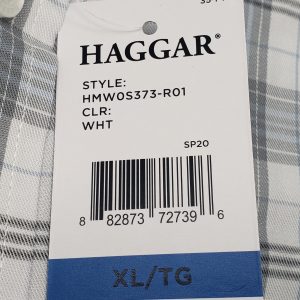 HAGGAR®
STYLE:
HMW0S373-R01
CLR:
WHT
SP20
8 82873 72739 6
XL/TG